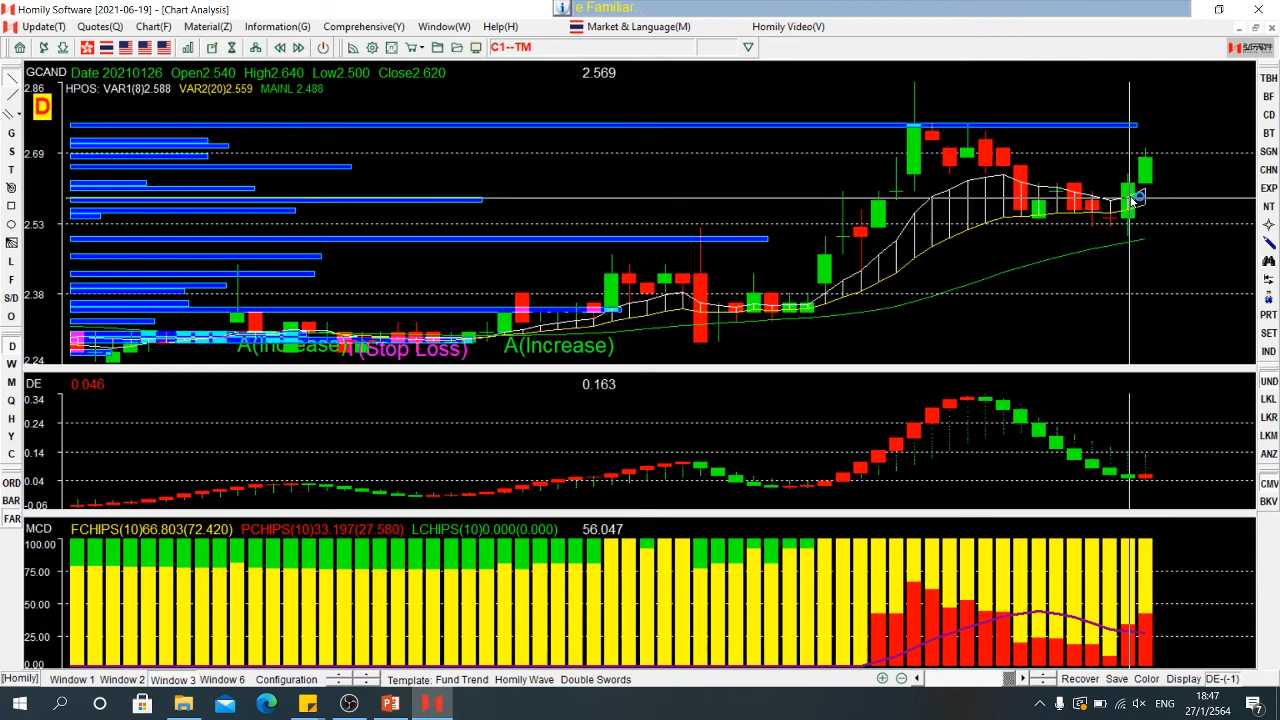 Homily Software [2021-06-19] - [Chart Analysis]
e Familiar..
Update(T) Quotes(Q) Chart(F) Material(Z) Information(G) Comprehensive(Y) Window(W) Help(H) Market & Language(M) Homily Video(V)
C1--TM
GCAND Date 20210126 Open2.540 High2.640 Low2.500 Close2.620 2.569
2.86 HPOS: VAR1(8)2.588 VAR2(20)2.559 MAINL 2.488
D
2.69
2.53
2.38
2.24
A(Increase)
(Stop Loss)
A(Increase)
DE 0.046 0.163
0.34
0.24
0.14
0.04
-0.06
MCD FCHIPS(10)66.803(72.420) PCHIPS(10)33.197(27.580) LCHIPS(10)0.000(0.000) 56.047
100.00
75.00
50.00
25.00
0.00
G
S
T
L
F
S/D
O
D
W
M
Q
H
Y
C
ORD
BAR
FAR
TBH
BF
CD
BT
SGN
CHN
EXP
NT
PRT
SET
IND
UND
LKL
LKR
LKM
ANZ
CMV
BKV
[Homily] Window 1 Window 2 Window 3 Window 6 Configuration Template: Fund Trend Homily Wave Double Swords Recover Save Color Display DE-(-1)
18:47
27/1/2564
7